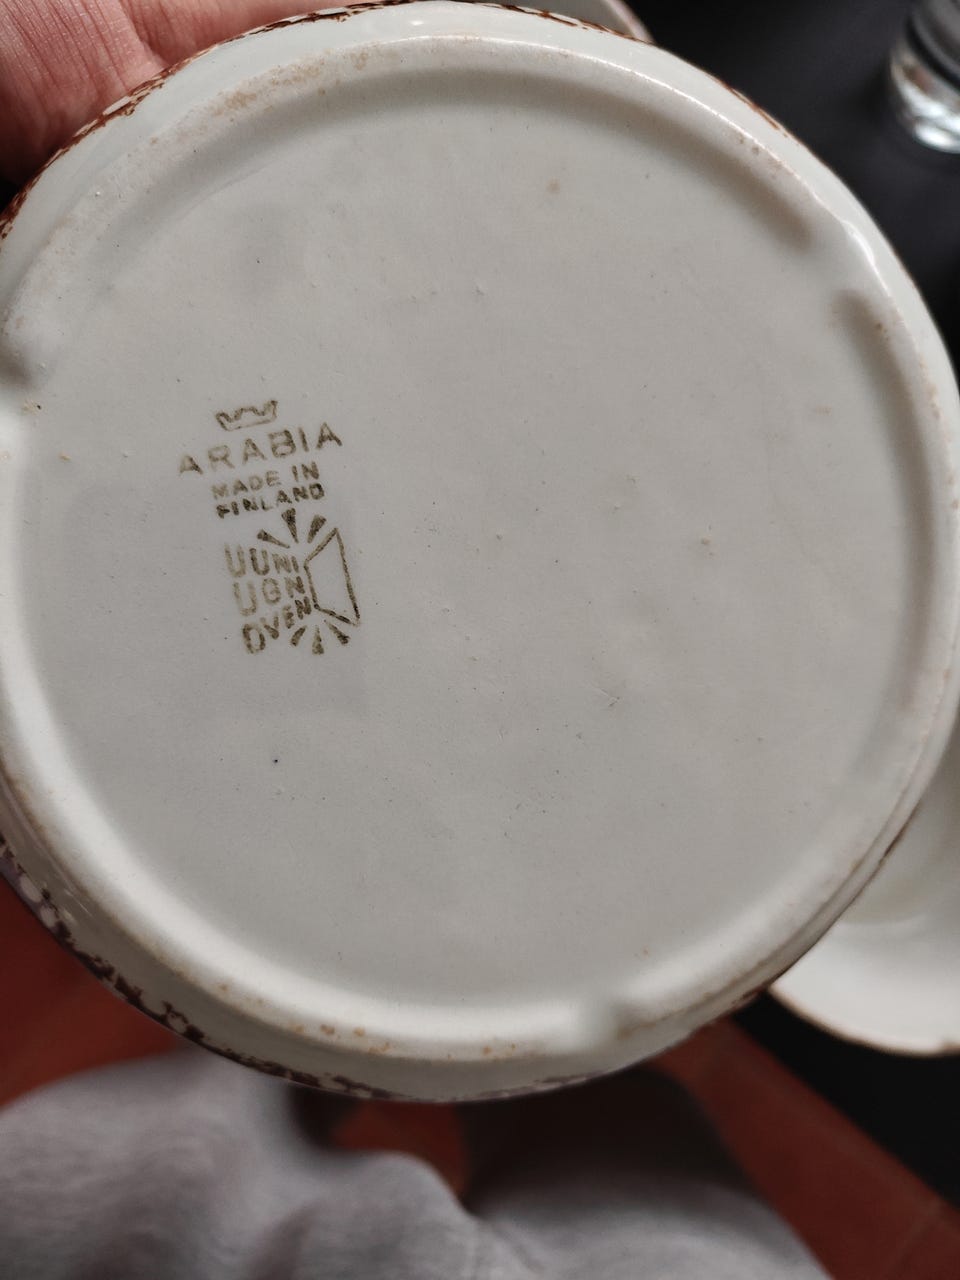 ARABIA
MADE IN
FINLAND
UUNI
UGN
OVEN